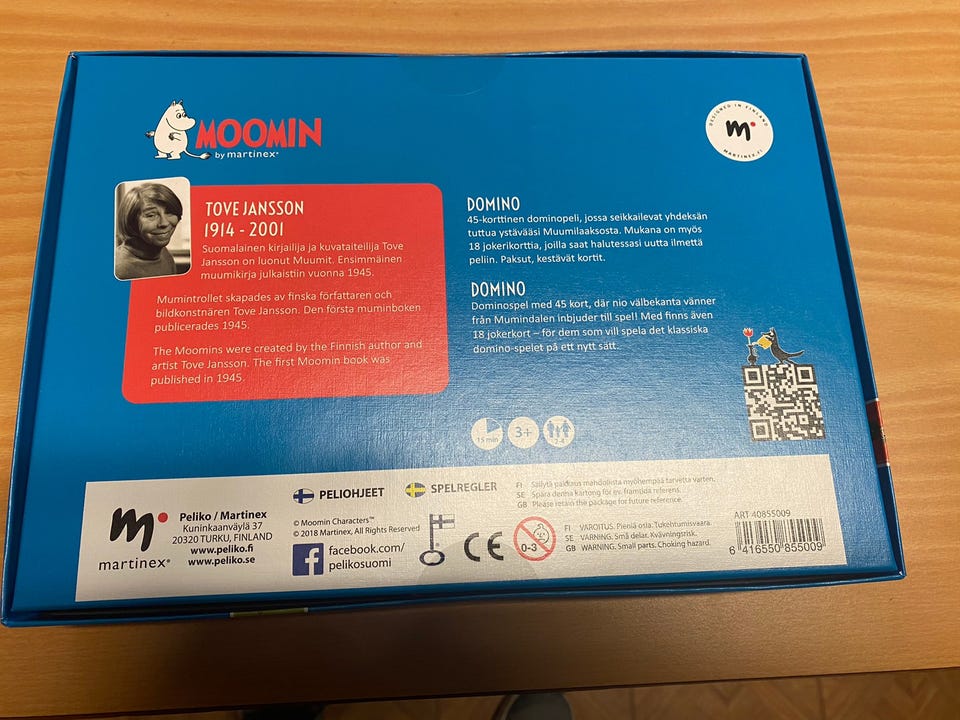 MOOMIN
by martinex®
DESIGNED IN FINLAND
m
MARTINEX.FI
TOVE JANSSON
1914 - 2001
Suomalainen kirjailija ja kuvataiteilija Tove
Jansson on luonut Muumit. Ensimmäinen
muumikirja julkaistiin vuonna 1945.
Mumintrollet skapades av finska författaren och
bildkonstnären Tove Jansson. Den första muminboken
publicerades 1945.
The Moomins were created by the Finnish author and
artist Tove Jansson. The first Moomin book was
published in 1945.
DOMINO
45-korttinen dominopeli, jossa seikkailevat yhdeksän
tuttua ystävääsi Muumilaaksosta. Mukana on myös
18 jokerikorttia, joilla saat halutessasi uutta ilmettä
peliin. Paksut, kestävät kortit.
DOMINO
Dominospel med 45 kort, där nio välbekanta vänner
från Mumindalen inbjuder till spel! Med finns även
18 jokerkort – för dem som vill spela det klassiska
domino-spelet på ett nytt sätt.
15 min
3+
2-4
m
martinex®
Peliko / Martinex
Kuninkaanväylä 37
20320 TURKU, FINLAND
www.peliko.fi
www.peliko.se
PELIOHJEET
SPELREGLER
© Moomin Characters™
© 2018 Martinex, All Rights Reserved
f
facebook.com/
pelikosuomi
CE
0-3
FI Säilytä pakkaus mahdollista myöhempää tarvetta varten.
SE Spara denna kartong för ev. framtida referens.
GB Please retain the package for future reference.
FI VAROITUS. Pieniä osia. Tukehtumisvaara.
SE WARNING. Små delar. Kvävningsrisk.
GB WARNING. Small parts. Choking hazard.
ART 40855009
6 416550 855009